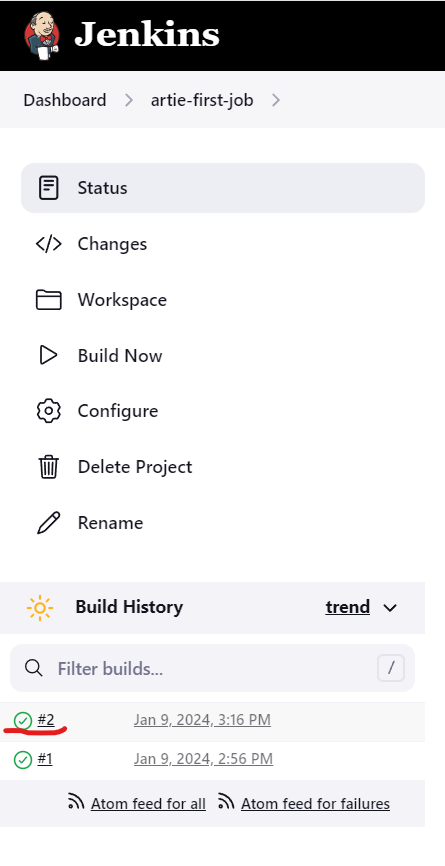 Jenkins
Dashboard > artie-first-job >
Status
Changes
Workspace
Build Now
Configure
Delete Project
Rename
Build History trend
Filter builds... /
#2 Jan 9, 2024, 3:16 PM
#1 Jan 9, 2024, 2:56 PM
Atom feed for all Atom feed for failures